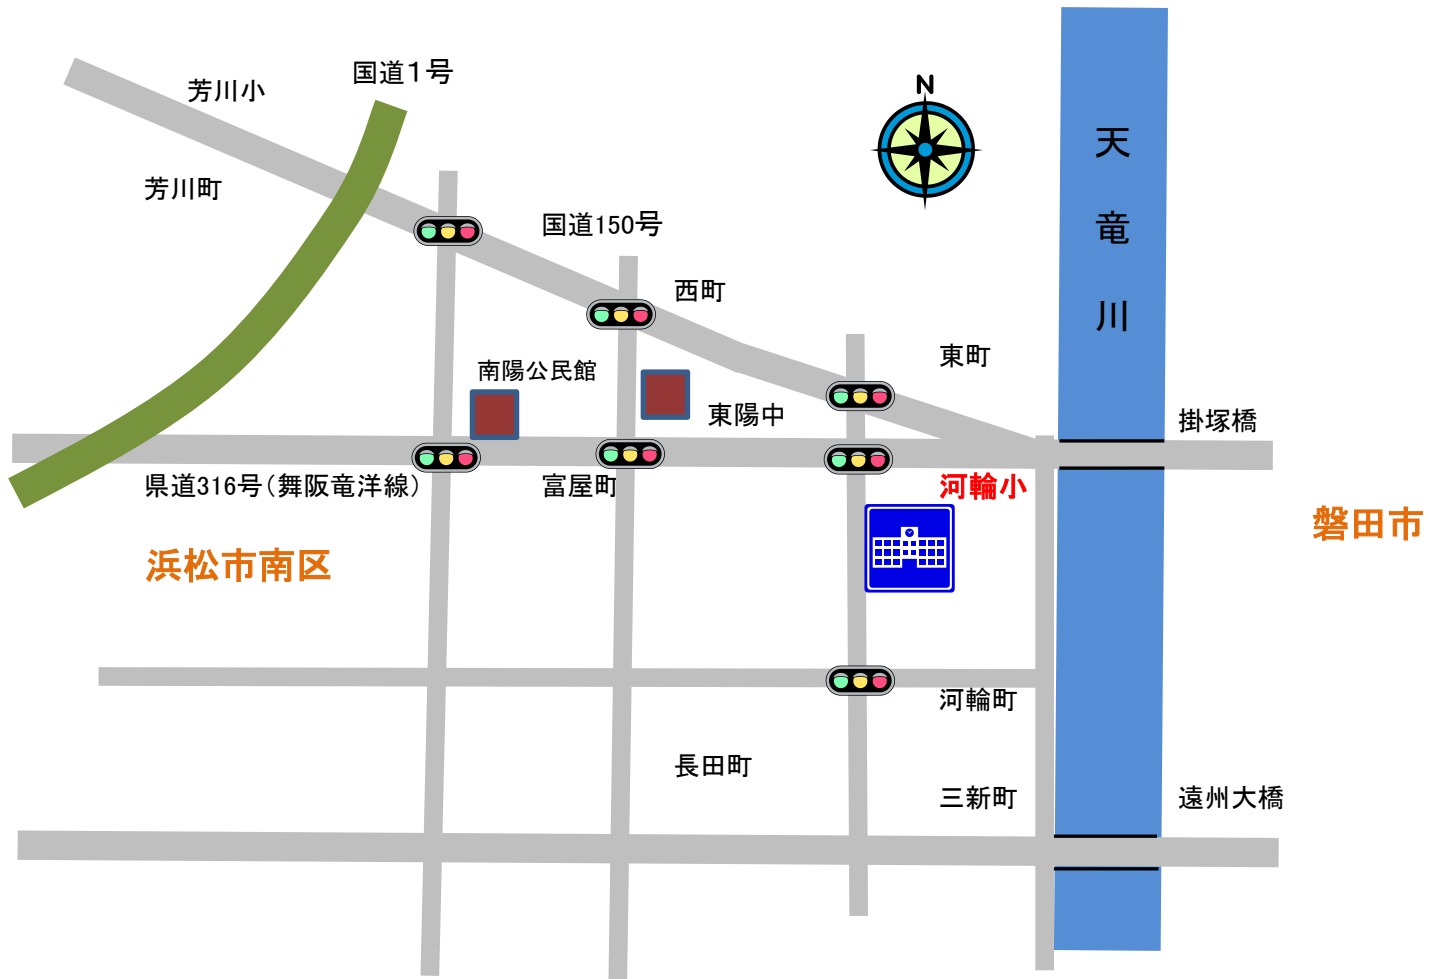 国道1号
芳川小
N
天竜川
芳川町
国道150号
西町
東町
南陽公民館
東陽中
掛塚橋
県道316号(舞阪竜洋線)
富屋町
河輪小
磐田市
浜松市南区
河輪町
長田町
三新町
遠州大橋